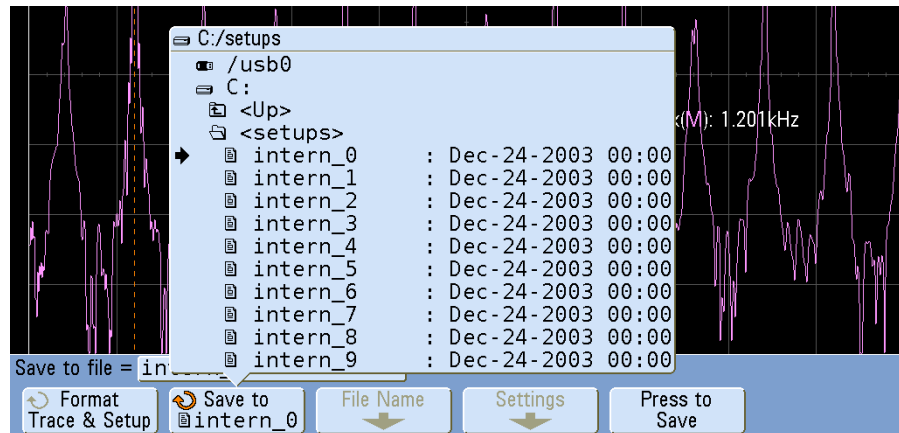 C:/setups
/usb0
C:
<Up>
<setups>
intern_0 : Dec-24-2003 00:00
intern_1 : Dec-24-2003 00:00
intern_2 : Dec-24-2003 00:00
intern_3 : Dec-24-2003 00:00
intern_4 : Dec-24-2003 00:00
intern_5 : Dec-24-2003 00:00
intern_6 : Dec-24-2003 00:00
intern_7 : Dec-24-2003 00:00
intern_8 : Dec-24-2003 00:00
intern_9 : Dec-24-2003 00:00
(M): 1.201kHz
Save to file =
Format
Trace & Setup
Save to
intern_0
File Name
Settings
Press to
Save